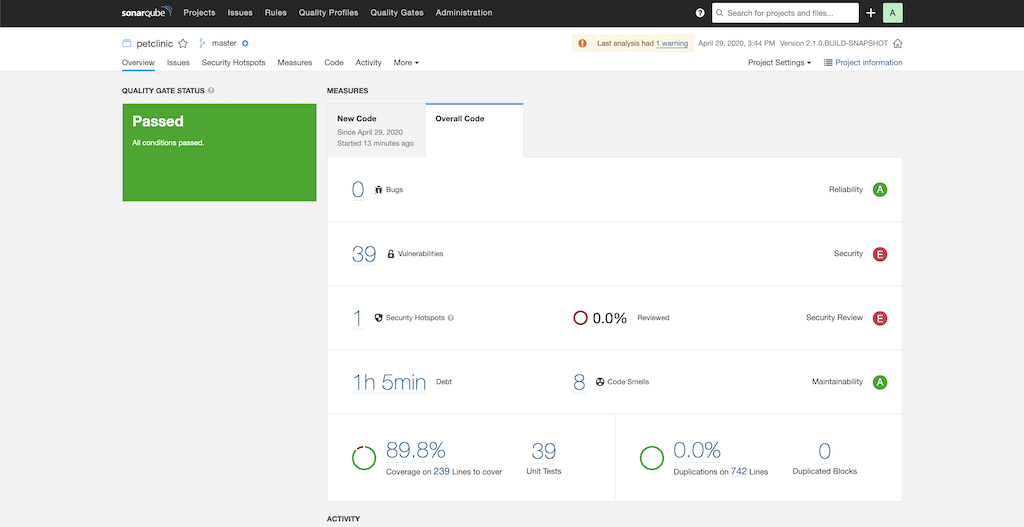 sonarqube Projects Issues Rules Quality Profiles Quality Gates Administration ? Search for projects and files... A
petclinic master Last analysis had 1 warning April 29, 2020, 3:44 PM Version 2.1.0.BUILD-SNAPSHOT
Overview Issues Security Hotspots Measures Code Activity More Project Settings Project information
QUALITY GATE STATUS ?
Passed
All conditions passed.
MEASURES
New Code
Since April 29, 2020
Started 13 minutes ago
Overall Code
0 Bugs Reliability A
39 Vulnerabilities Security E
1 Security Hotspots ? 0.0% Reviewed Security Review E
1h 5min Debt 8 Code Smells Maintainability A
89.8%
Coverage on 239 Lines to cover
39
Unit Tests
0.0%
Duplications on 742 Lines
0
Duplicated Blocks
ACTIVITY